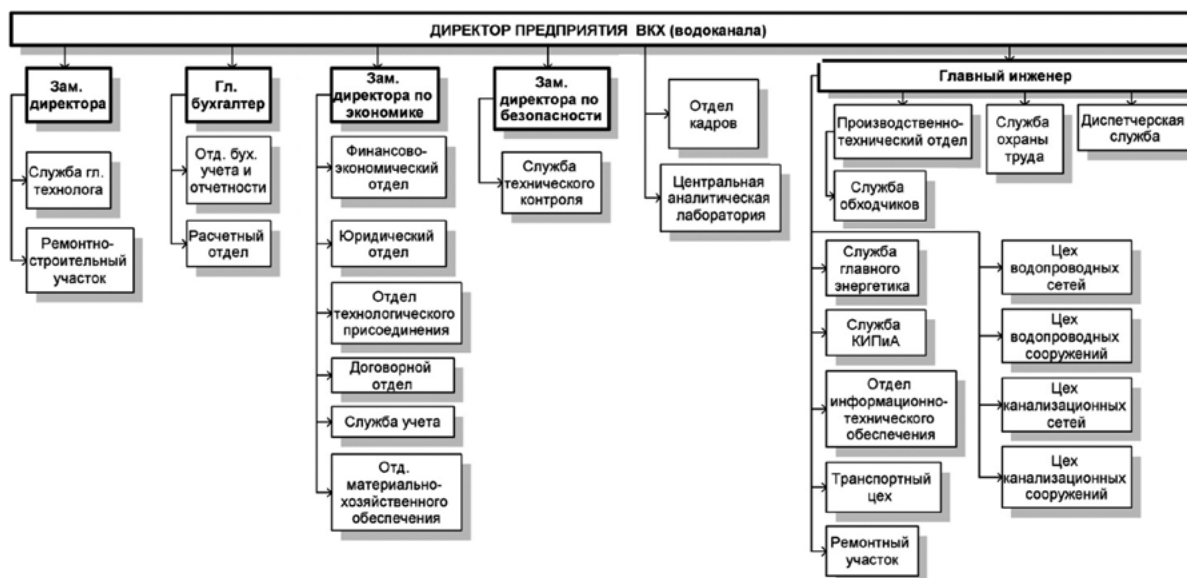 ДИРЕКТОР ПРЕДПРИЯТИЯ ВКХ (водоканала)
Зам.
директора
Служба гл.
технолога
Ремонтно-
строительный
участок
Гл.
бухгалтер
Отд. бух.
учета и
отчетности
Расчетный
отдел
Зам.
директора по
экономике
Финансово-
экономический
отдел
Юридический
отдел
Отдел
технологического
присоединения
Договорной
отдел
Служба учета
Отд.
материально-
хозяйственного
обеспечения
Зам.
директора по
безопасности
Служба
технического
контроля
Отдел
кадров
Центральная
аналитическая
лаборатория
Главный инженер
Производственно-
технический отдел
Служба
обходчиков
Служба
охраны
труда
Диспетчерская
служба
Служба
главного
энергетика
Служба
КИПиА
Отдел
информационно-
технического
обеспечения
Транспортный
цех
Ремонтный
участок
Цех
водопроводных
сетей
Цех
водопроводных
сооружений
Цех
канализационных
сетей
Цех
канализационных
сооружений